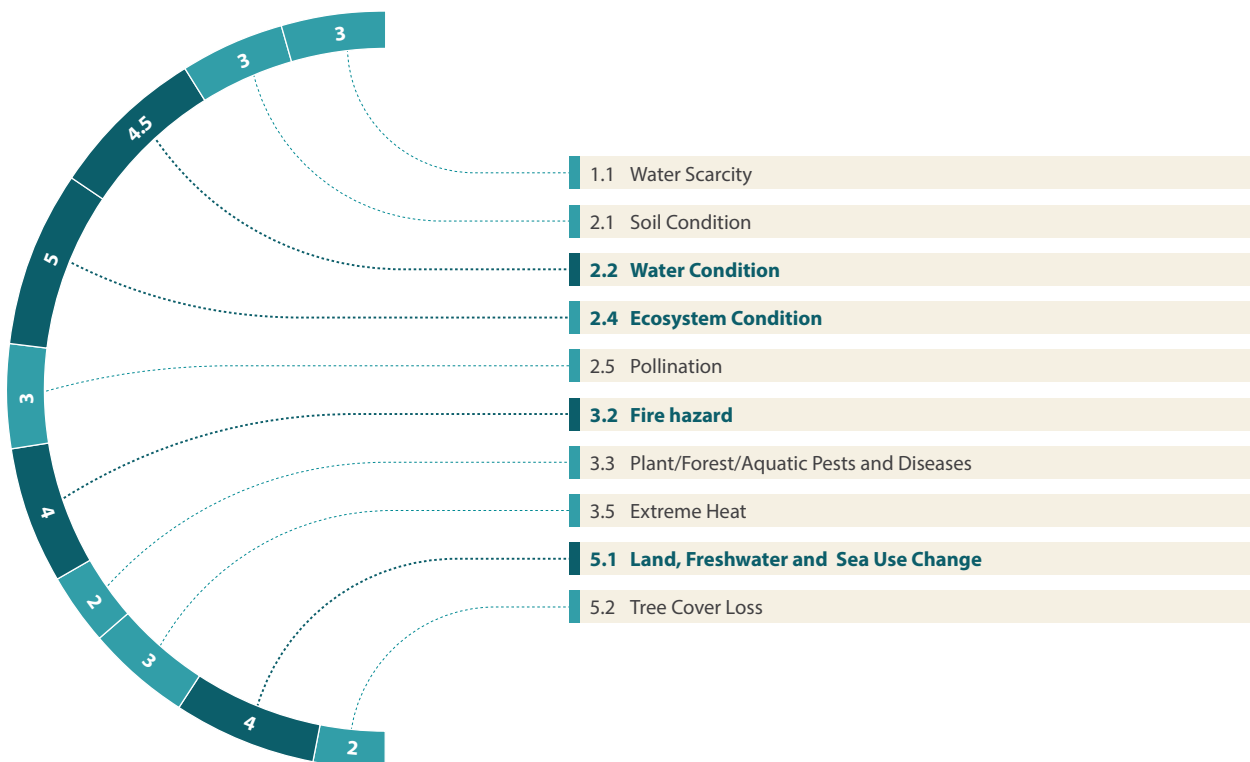 3
3
4.5
5
3
4
2
3
4
2
1.1 Water Scarcity
2.1 Soil Condition
2.2 Water Condition
2.4 Ecosystem Condition
2.5 Pollination
3.2 Fire hazard
3.3 Plant/Forest/Aquatic Pests and Diseases
3.5 Extreme Heat
5.1 Land, Freshwater and Sea Use Change
5.2 Tree Cover Loss